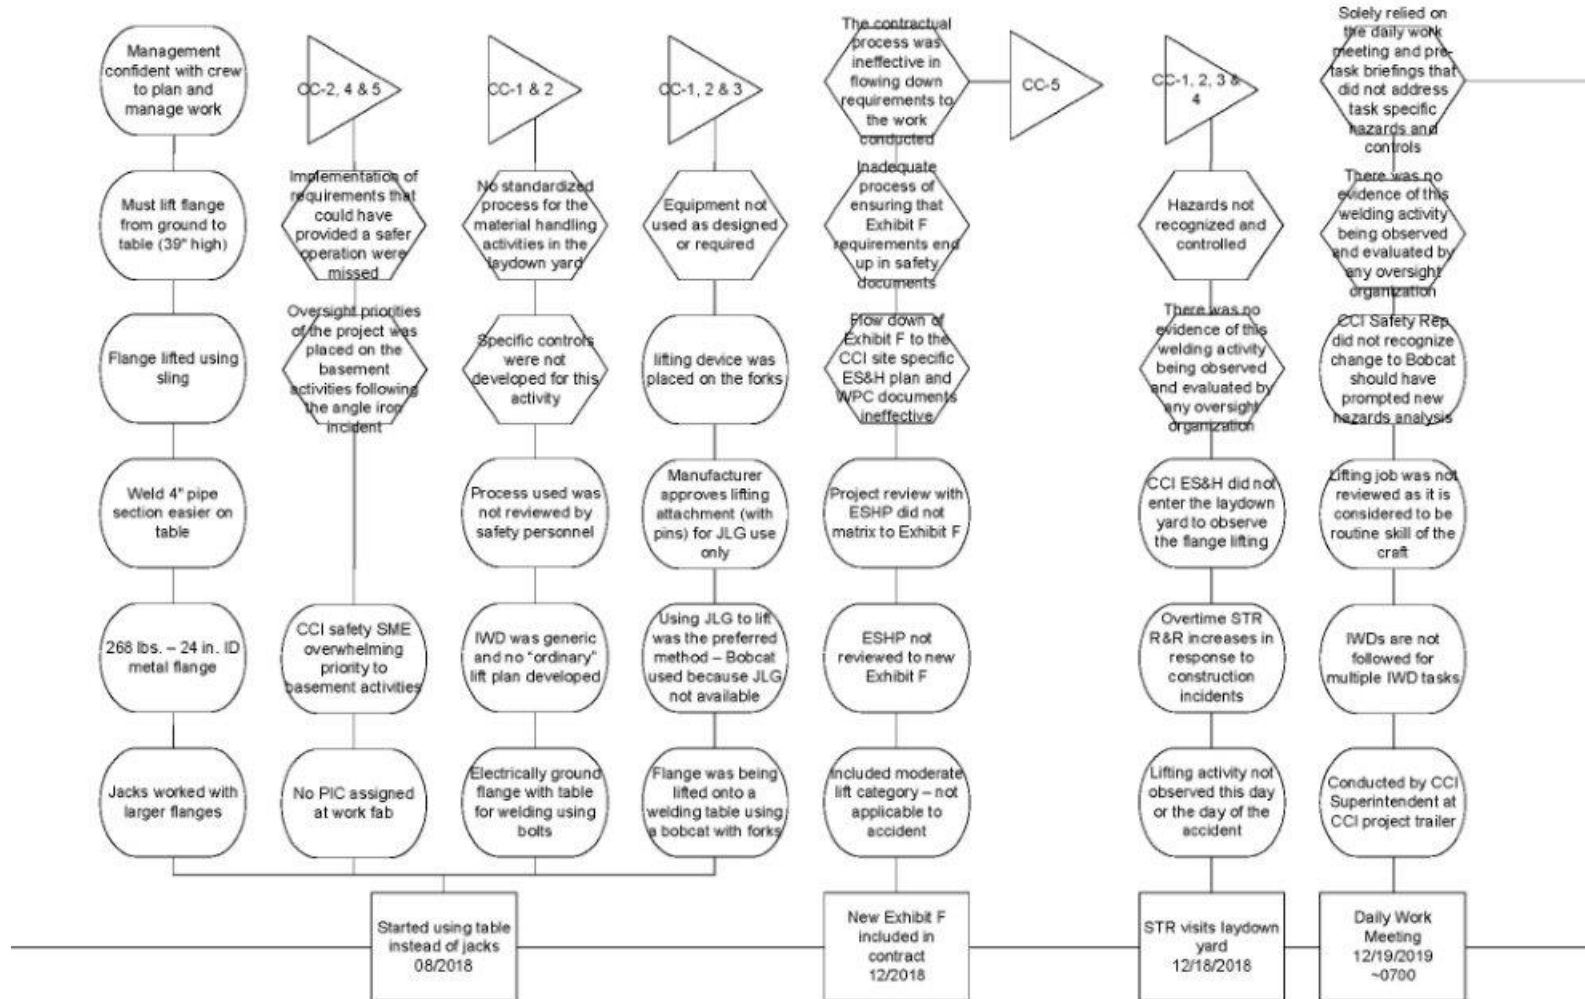 Management
confident with crew
to plan and
manage work
Must lift flange
from ground to
table (39" high)
Flange lifted using
sling
Weld 4" pipe
section easier on
table
268 lbs. – 24 in. ID
metal flange
Jacks worked with
larger flanges
CC-2, 4 & 5
Implementation of
requirements that
could have
provided a safer
operation were
missed
Oversight priorities
of the project was
placed on the
basement
activities following
the angle iron
incident
CCI safety SME
overwhelming
priority to
basement activities
No PIC assigned
at work fab
CC-1 & 2
No standardized
process for the
material handling
activities in the
laydown yard
Specific controls
were not
developed for this
activity
Process used was
not reviewed by
safety personnel
IWD was generic
and no "ordinary"
lift plan developed
Electrically ground
flange with table
for welding using
bolts
CC-1, 2 & 3
Equipment not
used as designed
or required
lifting device was
placed on the forks
Manufacturer
approves lifting
attachment (with
pins) for JLG use
only
Using JLG to lift
was the preferred
method – Bobcat
used because JLG
not available
Flange was being
lifted onto a
welding table using
a bobcat with forks
Started using table
instead of jacks
08/2018
The contractual
process was
ineffective in
flowing down
requirements to
the work
conducted
CC-5
Inadequate
process of
ensuring that
Exhibit F
requirements end
up in safety
documents
Flow down of
Exhibit F to the
CCI site specific
ES&H plan and
WPC documents
ineffective
Project review with
ESHP did not
matrix to Exhibit F
ESHP not
reviewed to new
Exhibit F
Included moderate
lift category – not
applicable to
accident
New Exhibit F
included in
contract
12/2018
CC-1, 2, 3 &
4
Hazards not
recognized and
controlled
There was no
evidence of this
welding activity
being observed
and evaluated by
any oversight
organization
CCI ES&H did not
enter the laydown
yard to observe
the flange lifting
Overtime STR
R&R increases in
response to
construction
incidents
Lifting activity not
observed this day
or the day of the
accident
STR visits laydown
yard
12/18/2018
Solely relied on
the daily work
meeting and pre-
task briefings that
did not address
task specific
hazards and
controls
There was no
evidence of this
welding activity
being observed
and evaluated by
any oversight
organization
CCI Safety Rep
did not recognize
change to Bobcat
should have
prompted new
hazards analysis
Lifting job was not
reviewed as it is
considered to be
routine skill of the
craft
IWDs are not
followed for
multiple IWD tasks
Conducted by CCI
Superintendent at
CCI project trailer
Daily Work
Meeting
12/19/2019
~0700